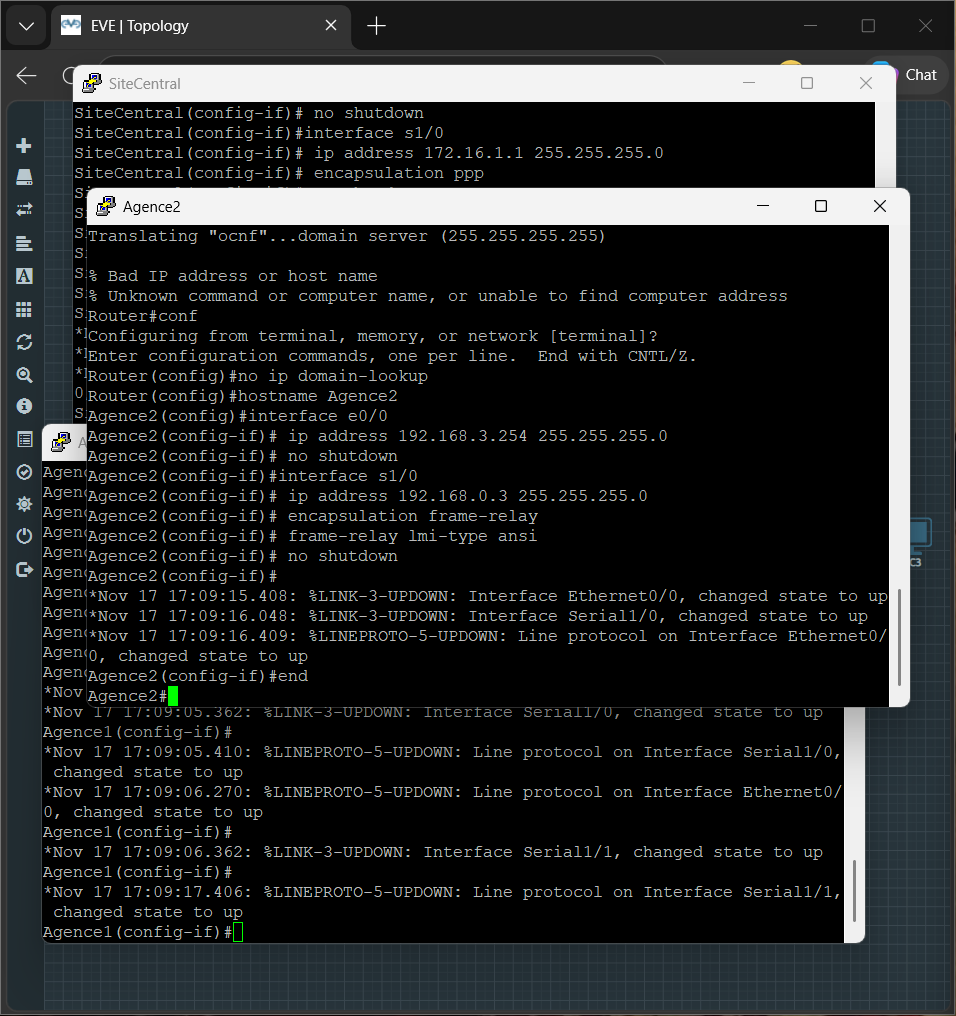 EVE | Topology
Chat
SiteCentral
SiteCentral(config-if)# no shutdown
SiteCentral(config-if)#interface s1/0
SiteCentral(config-if)# ip address 172.16.1.1 255.255.255.0
SiteCentral(config-if)# encapsulation ppp
Agence2
Translating "ocnf"...domain server (255.255.255.255)
% Bad IP address or host name
% Unknown command or computer name, or unable to find computer address
Router#conf
Configuring from terminal, memory, or network [terminal]?
Enter configuration commands, one per line.  End with CNTL/Z.
Router(config)#no ip domain-lookup
Router(config)#hostname Agence2
Agence2(config)#interface e0/0
Agence2(config-if)# ip address 192.168.3.254 255.255.255.0
Agence2(config-if)# no shutdown
Agence2(config-if)#interface s1/0
Agence2(config-if)# ip address 192.168.0.3 255.255.255.0
Agence2(config-if)# encapsulation frame-relay
Agence2(config-if)# frame-relay lmi-type ansi
Agence2(config-if)# no shutdown
Agence2(config-if)#
*Nov 17 17:09:15.408: %LINK-3-UPDOWN: Interface Ethernet0/0, changed state to up
*Nov 17 17:09:16.048: %LINK-3-UPDOWN: Interface Serial1/0, changed state to up
*Nov 17 17:09:16.409: %LINEPROTO-5-UPDOWN: Line protocol on Interface Ethernet0/
0, changed state to up
Agence2(config-if)#end
Agence2#
*Nov 17 17:09:05.362: %LINK-3-UPDOWN: Interface Serial1/0, changed state to up
Agence1(config-if)#
*Nov 17 17:09:05.410: %LINEPROTO-5-UPDOWN: Line protocol on Interface Serial1/0,
 changed state to up
*Nov 17 17:09:06.270: %LINEPROTO-5-UPDOWN: Line protocol on Interface Ethernet0/
0, changed state to up
Agence1(config-if)#
*Nov 17 17:09:06.362: %LINK-3-UPDOWN: Interface Serial1/1, changed state to up
Agence1(config-if)#
*Nov 17 17:09:17.406: %LINEPROTO-5-UPDOWN: Line protocol on Interface Serial1/1,
 changed state to up
Agence1(config-if)#